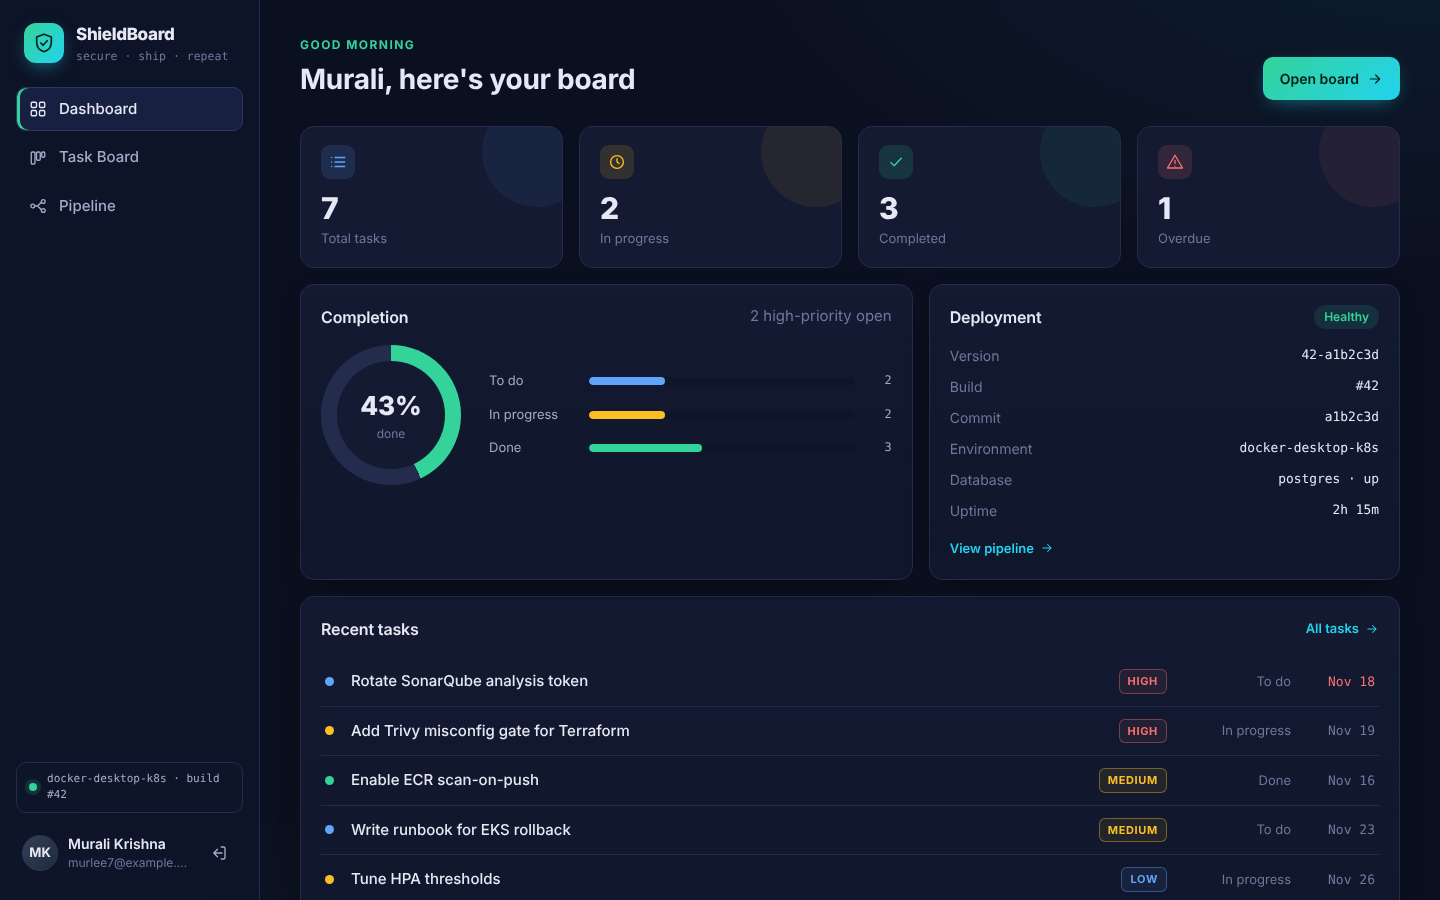 ShieldBoard
secure · ship · repeat
Dashboard
Task Board
Pipeline
docker-desktop-k8s · build
#42
MK
Murali Krishna
murlee7@example....
GOOD MORNING
Murali, here's your board
Open board →
7
Total tasks
2
In progress
3
Completed
1
Overdue
Completion
2 high-priority open
43%
done
To do 2
In progress 2
Done 3
Deployment
Healthy
Version 42-a1b2c3d
Build #42
Commit a1b2c3d
Environment docker-desktop-k8s
Database postgres · up
Uptime 2h 15m
View pipeline →
Recent tasks
All tasks →
Rotate SonarQube analysis token HIGH To do Nov 18
Add Trivy misconfig gate for Terraform HIGH In progress Nov 19
Enable ECR scan-on-push MEDIUM Done Nov 16
Write runbook for EKS rollback MEDIUM To do Nov 23
Tune HPA thresholds LOW In progress Nov 26